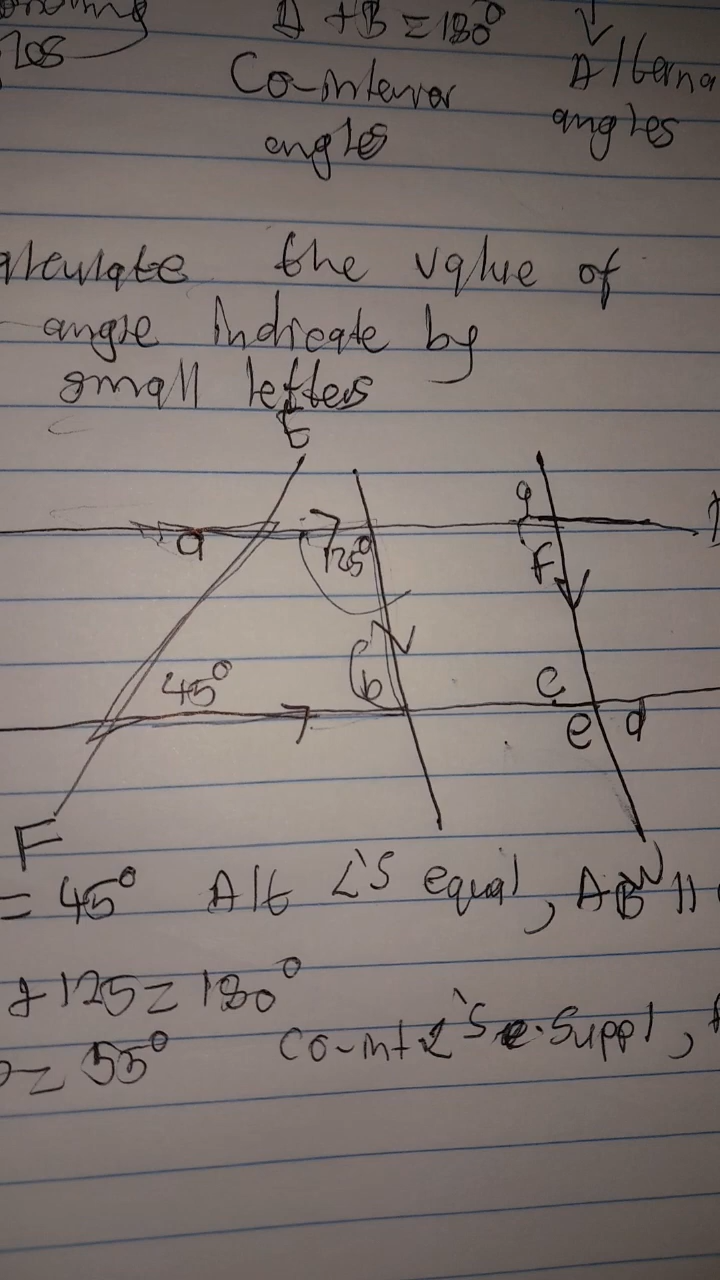 A + B = 180°
Co-interior
angles
Alterna
angles
alculate the value of
angle indicate by
small letters
E
a
125°
g
f
45°
b
c
e
d
F
= 45° Alt ∠'S equal, AB ||
+ 125 = 180°
= 55° Co-int ∠'S suppl,